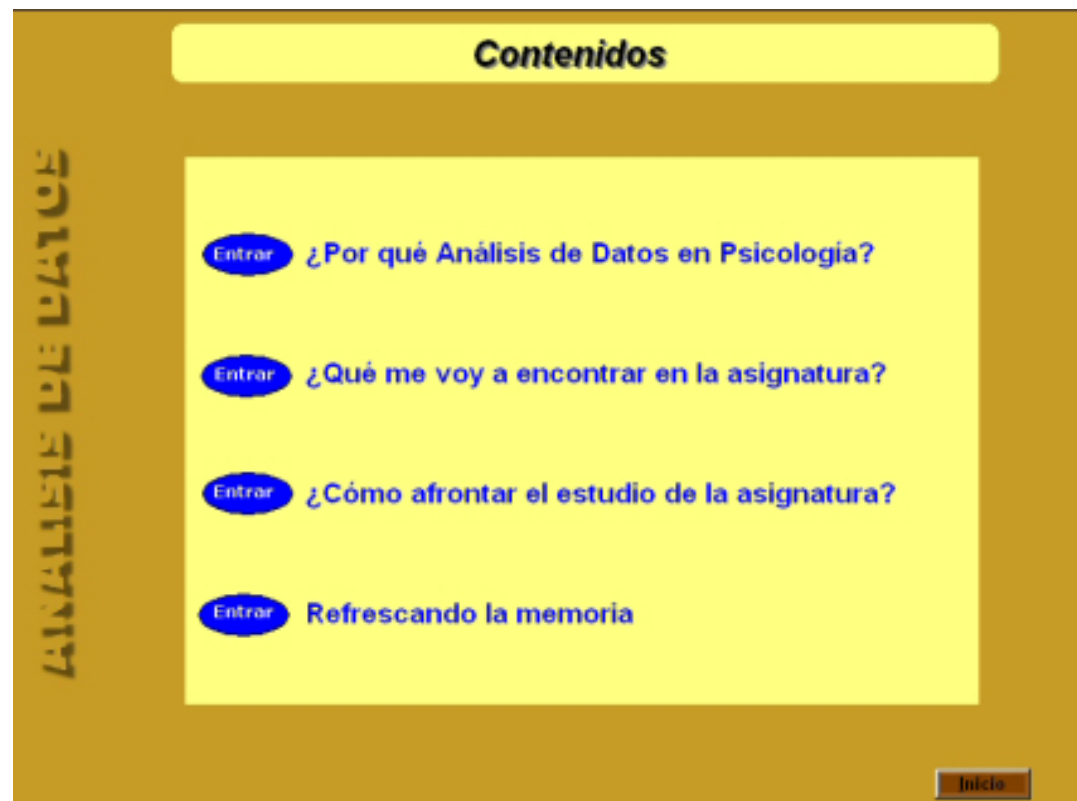 Contenidos
ANALISIS DE DATOS
Entrar ¿Por qué Análisis de Datos en Psicología?
Entrar ¿Qué me voy a encontrar en la asignatura?
Entrar ¿Cómo afrontar el estudio de la asignatura?
Entrar Refrescando la memoria
Inicio